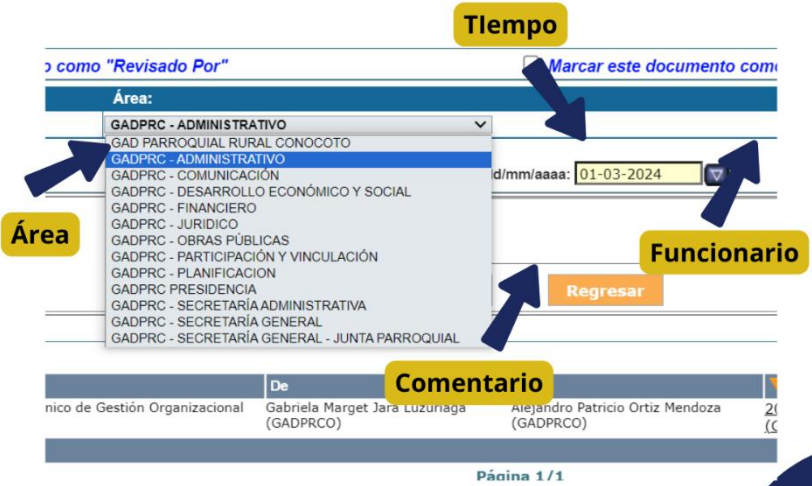 TIempo
o como "Revisado Por"
Marcar este documento como
Área:
GADPRC - ADMINISTRATIVO
GAD PARROQUIAL RURAL CONOCOTO
GADPRC - ADMINISTRATIVO
GADPRC - COMUNICACIÓN
GADPRC - DESARROLLO ECONÓMICO Y SOCIAL
GADPRC - FINANCIERO
GADPRC - JURIDICO
GADPRC - OBRAS PÚBLICAS
GADPRC - PARTICIPACIÓN Y VINCULACIÓN
GADPRC - PLANIFICACION
GADPRC PRESIDENCIA
GADPRC - SECRETARÍA ADMINISTRATIVA
GADPRC - SECRETARÍA GENERAL
GADPRC - SECRETARÍA GENERAL - JUNTA PARROQUIAL
d/mm/aaaa: 01-03-2024
Área
Funcionario
Regresar
Comentario
De
nico de Gestión Organizacional
Gabriela Marget Jara Luzuriaga
(GADPRCO)
Alejandro Patricio Ortiz Mendoza
(GADPRCO)
Página 1/1